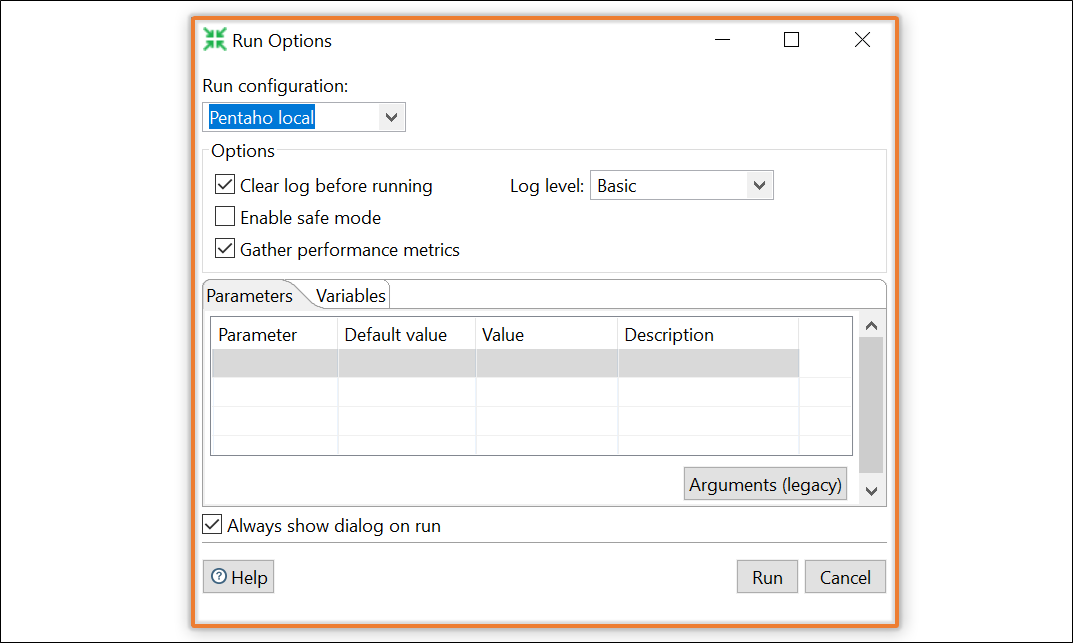 Run Options
Run configuration:
Pentaho local
Options
Clear log before running Log level: Basic
Enable safe mode
Gather performance metrics
Parameters Variables
Parameter Default value Value Description
Arguments (legacy)
Always show dialog on run
Help Run Cancel